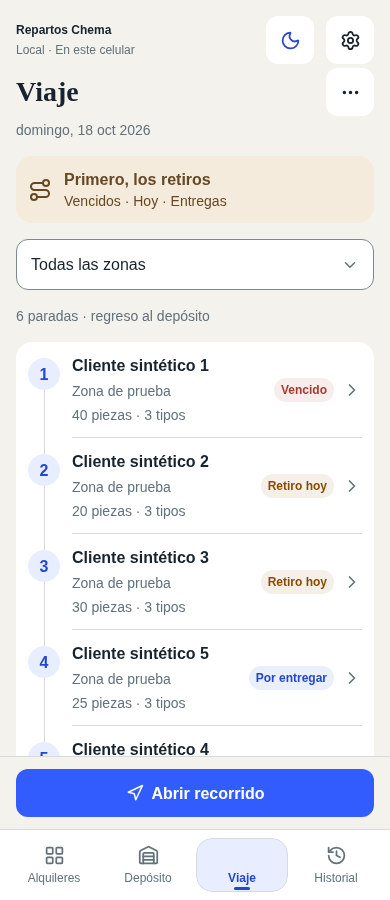 Repartos Chema
Local · En este celular
Viaje
domingo, 18 oct 2026
Primero, los retiros
Vencidos · Hoy · Entregas
Todas las zonas
6 paradas · regreso al depósito
1
Cliente sintético 1
Zona de prueba
Vencido
40 piezas · 3 tipos
2
Cliente sintético 2
Zona de prueba
Retiro hoy
20 piezas · 3 tipos
3
Cliente sintético 3
Zona de prueba
Retiro hoy
30 piezas · 3 tipos
4
Cliente sintético 5
Zona de prueba
Por entregar
25 piezas · 3 tipos
5
Cliente sintético 4
Abrir recorrido
Alquileres
Depósito
Viaje
Historial